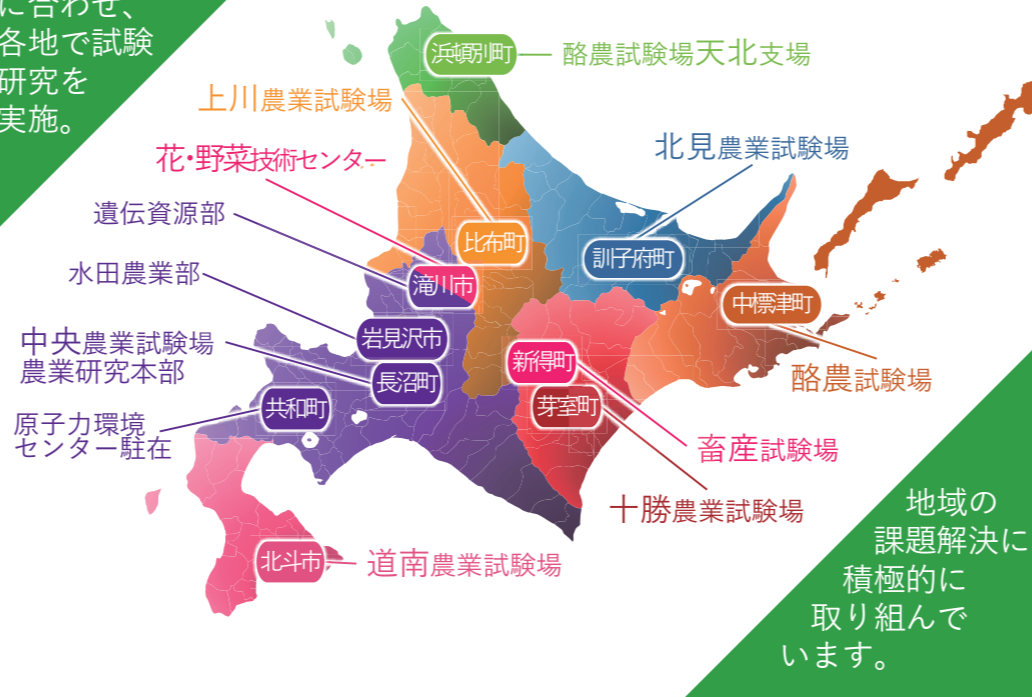 に合わせ、
各地で試験
研究を
実施。
浜頓別町
酪農試験場天北支場
上川農業試験場
花・野菜技術センター
北見農業試験場
遺伝資源部
比布町
訓子府町
水田農業部
滝川市
中標津町
岩見沢市
中央農業試験場
農業研究本部
新得町
長沼町
酪農試験場
共和町
芽室町
原子力環境
センター駐在
畜産試験場
十勝農業試験場
北斗市
道南農業試験場
地域の
課題解決に
積極的に
取り組んで
います。